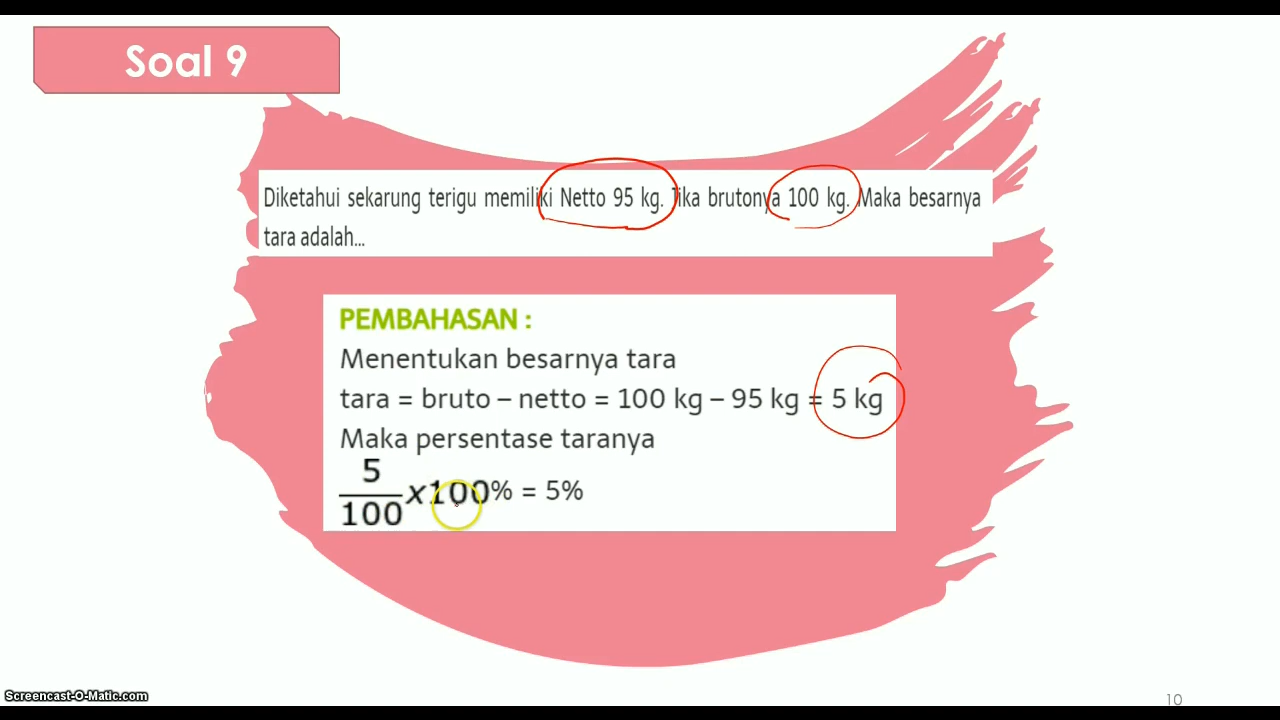 Soal 9
Diketahui sekarung terigu memiliki Netto 95 kg. Jika brutonya 100 kg. Maka besarnya
tara adalah...
PEMBAHASAN :
Menentukan besarnya tara
tara = bruto – netto = 100 kg – 95 kg = 5 kg
Maka persentase taranya
5
100 x100% = 5%
Screencast-O-Matic.com
10